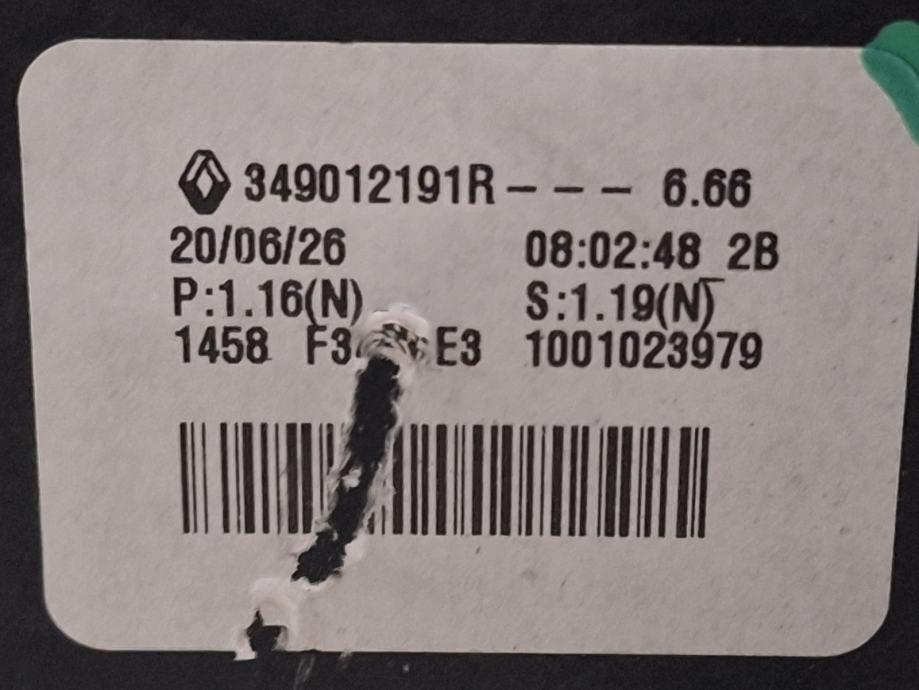 349012191R--- 6.66
20/06/26 08:02:48 2B
P:1.16(N) S:1.19(N)
1458 E3 1001023979